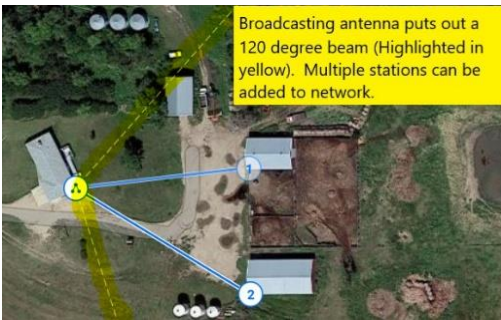 Broadcasting antenna puts out a
120 degree beam (Highlighted in
yellow).  Multiple stations can be
added to network.
1
2